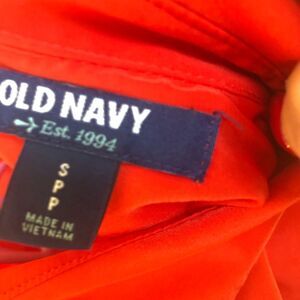 OLD NAVY
Est. 1994
S
P
P
MADE IN
VIETNAM